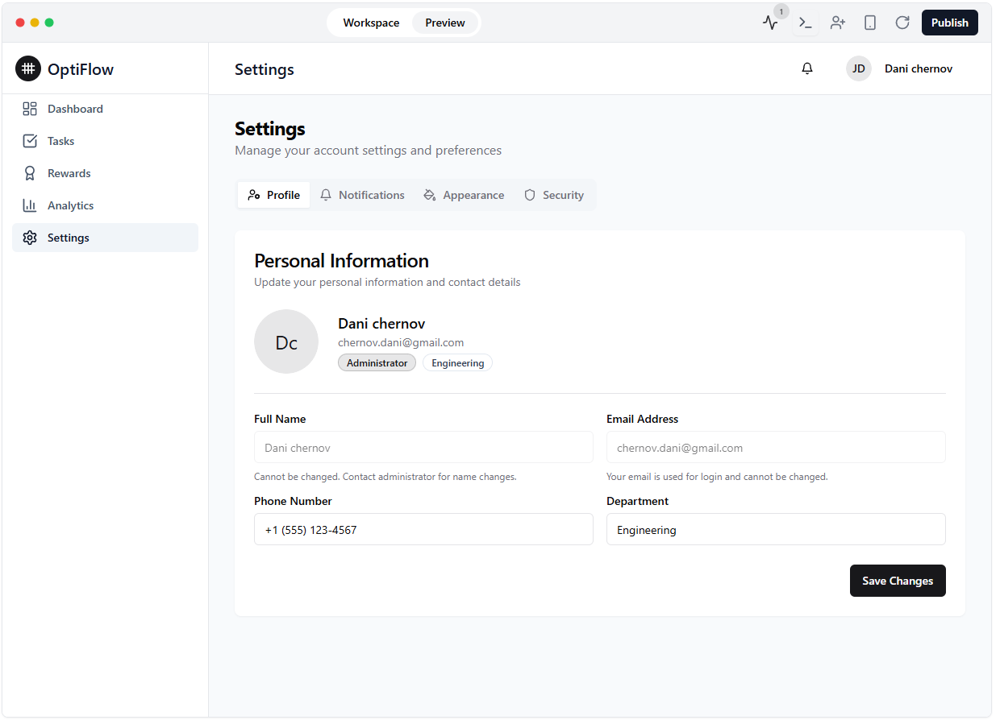 Workspace Preview 1 Publish
OptiFlow
Settings
JD Dani chernov
Dashboard
Tasks
Rewards
Analytics
Settings
Settings
Manage your account settings and preferences
Profile Notifications Appearance Security
Personal Information
Update your personal information and contact details
Dc
Dani chernov
chernov.dani@gmail.com
Administrator Engineering
Full Name
Dani chernov
Cannot be changed. Contact administrator for name changes.
Email Address
chernov.dani@gmail.com
Your email is used for login and cannot be changed.
Phone Number
+1 (555) 123-4567
Department
Engineering
Save Changes